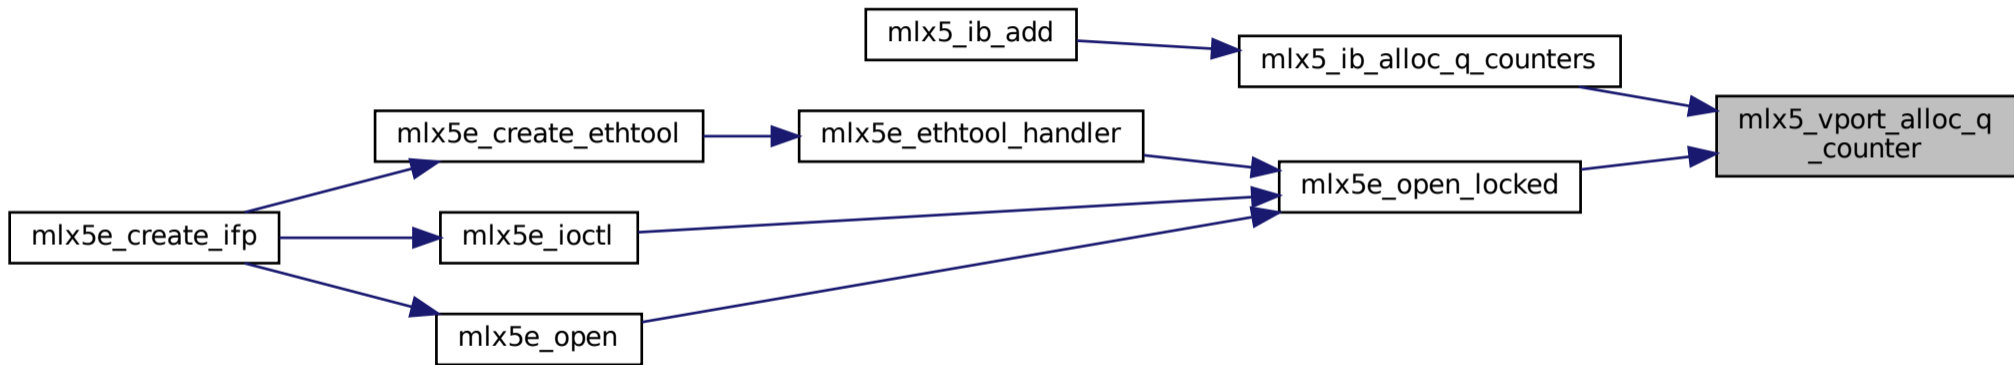 mlx5_ib_add
mlx5_ib_alloc_q_counters
mlx5_vport_alloc_q
_counter
mlx5e_create_ethtool
mlx5e_ethtool_handler
mlx5e_open_locked
mlx5e_create_ifp
mlx5e_ioctl
mlx5e_open